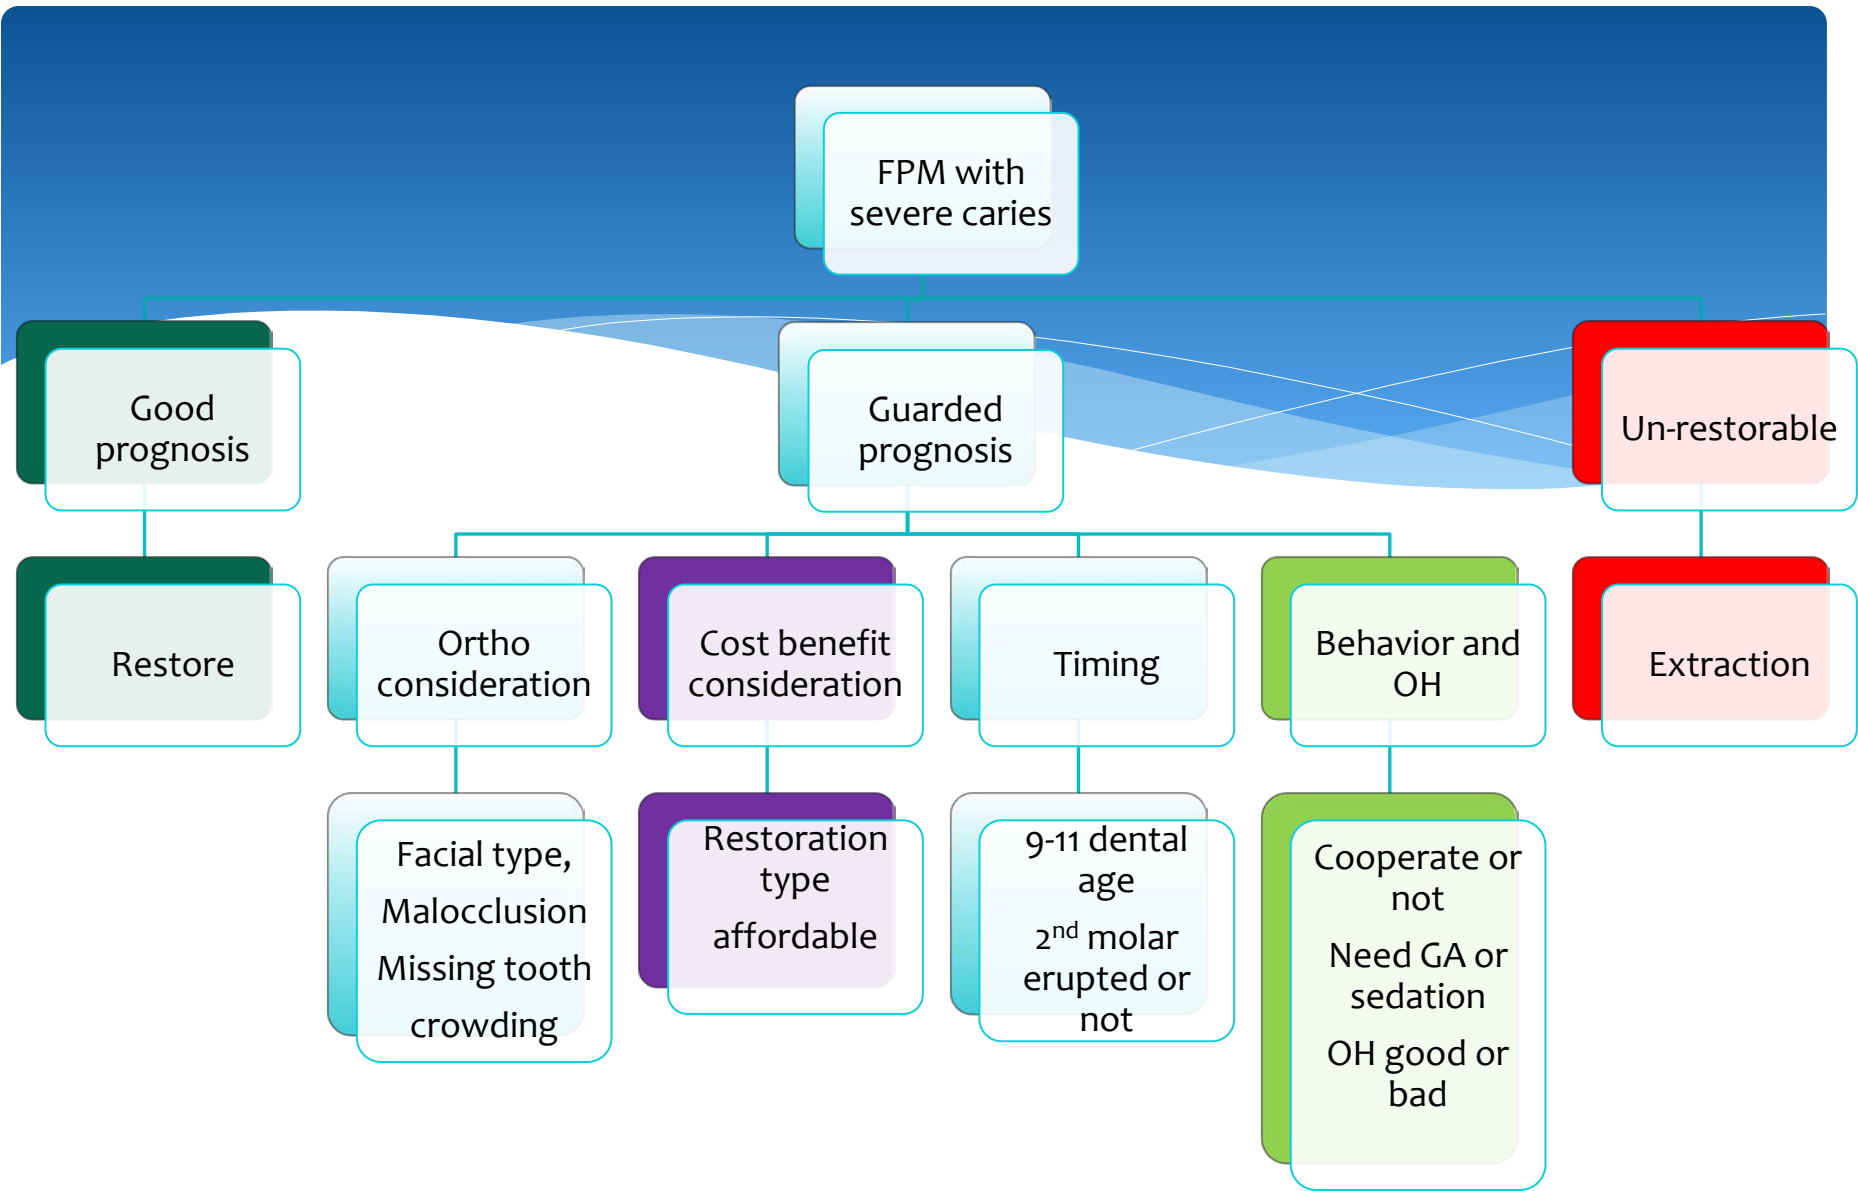 FPM with
severe caries
Good
prognosis
Guarded
prognosis
Un-restorable
Restore
Ortho
consideration
Cost benefit
consideration
Timing
Behavior and
OH
Extraction
Facial type,
Malocclusion
Missing tooth
crowding
Restoration
type
affordable
9-11 dental
age
2nd molar
erupted or
not
Cooperate or
not
Need GA or
sedation
OH good or
bad